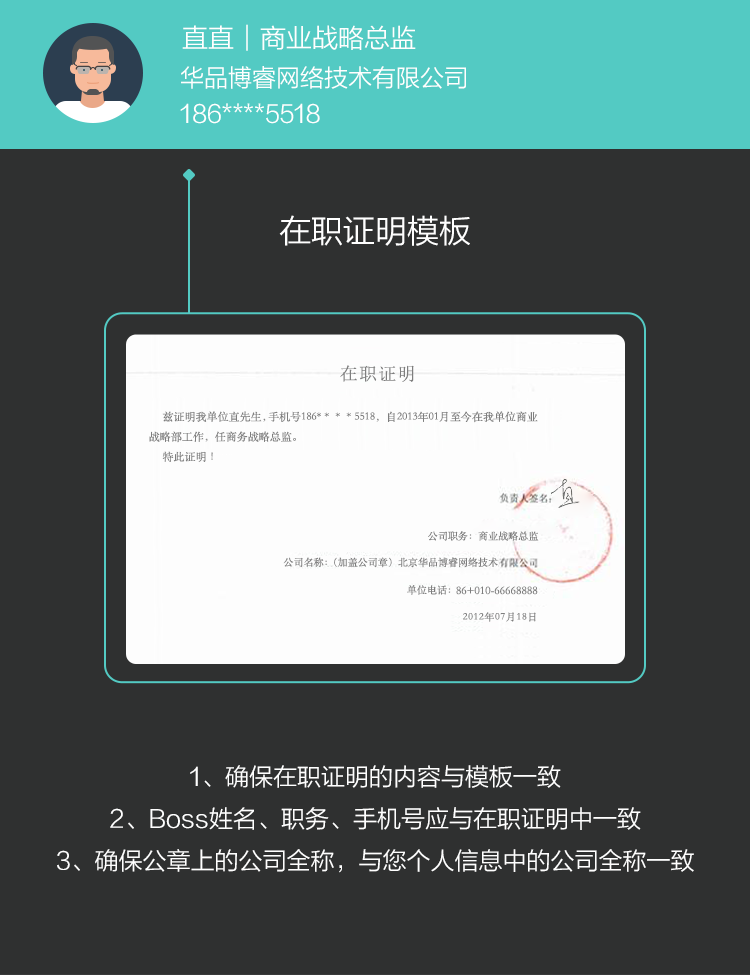 直直｜商业战略总监
华品博睿网络技术有限公司
186****5518
在职证明模板
在职证明
兹证明我单位直先生，手机号186****5518，自2013年01月至今在我单位商业
战略部工作，任商务战略总监。
特此证明！
负责人签名：直
公司职务：商业战略总监
公司名称：（加盖公司章）北京华品博睿网络技术有限公司
单位电话：86+010-66668888
2012年07月18日
1、确保在职证明的内容与模板一致
2、Boss姓名、职务、手机号应与在职证明中一致
3、确保公章上的公司全称，与您个人信息中的公司全称一致